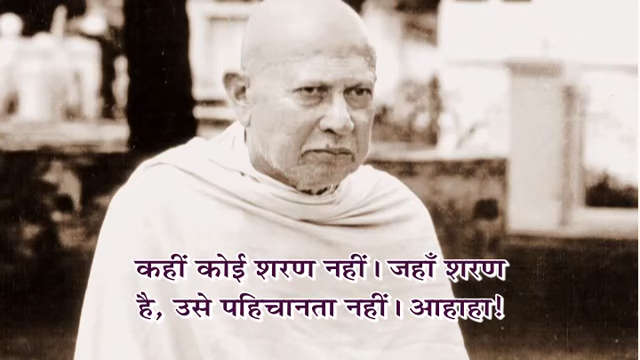 कहीं कोई शरण नहीं। जहाँ शरण
है, उसे पहिचानता नहीं। आहाहा!